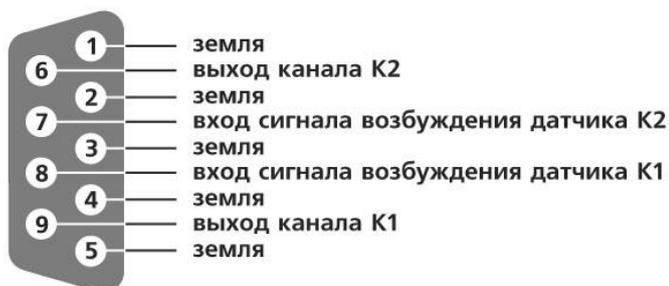 1 земля
6 выход канала К2
2 земля
7 вход сигнала возбуждения датчика К2
3 земля
8 вход сигнала возбуждения датчика К1
4 земля
9 выход канала К1
5 земля